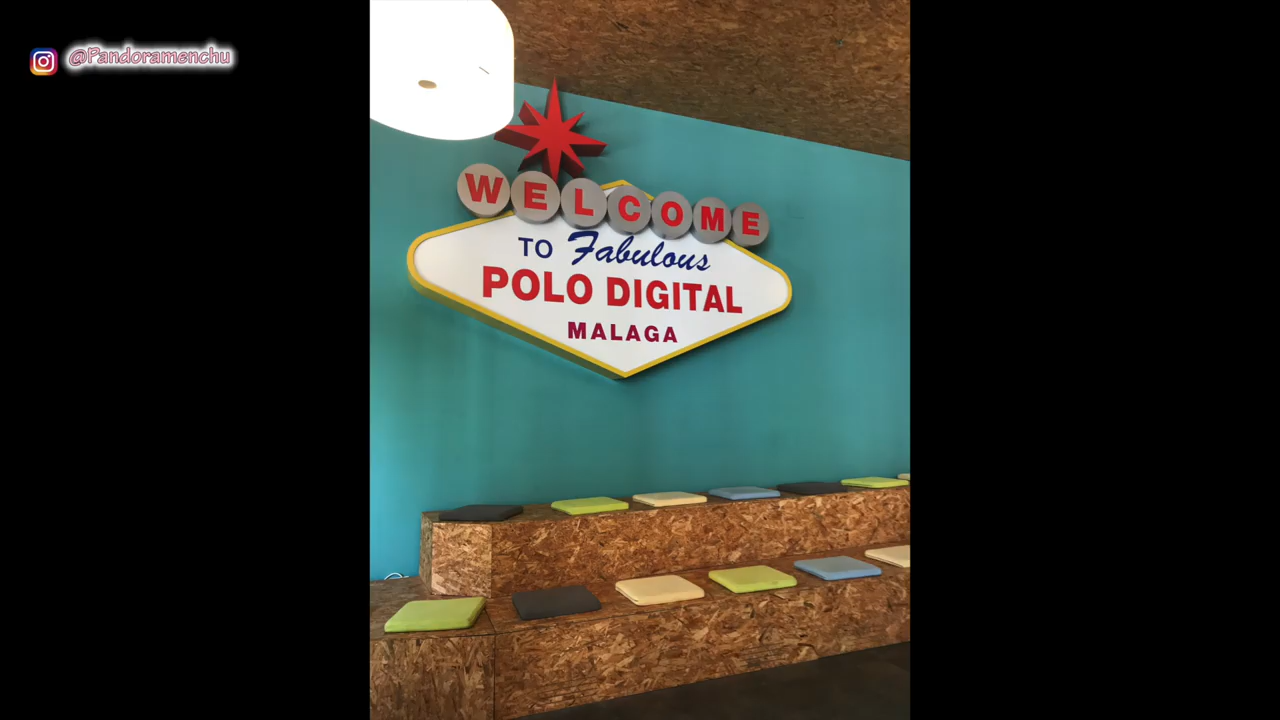 @Pandoramenchu
WELCOME
TO Fabulous
POLO DIGITAL
MALAGA